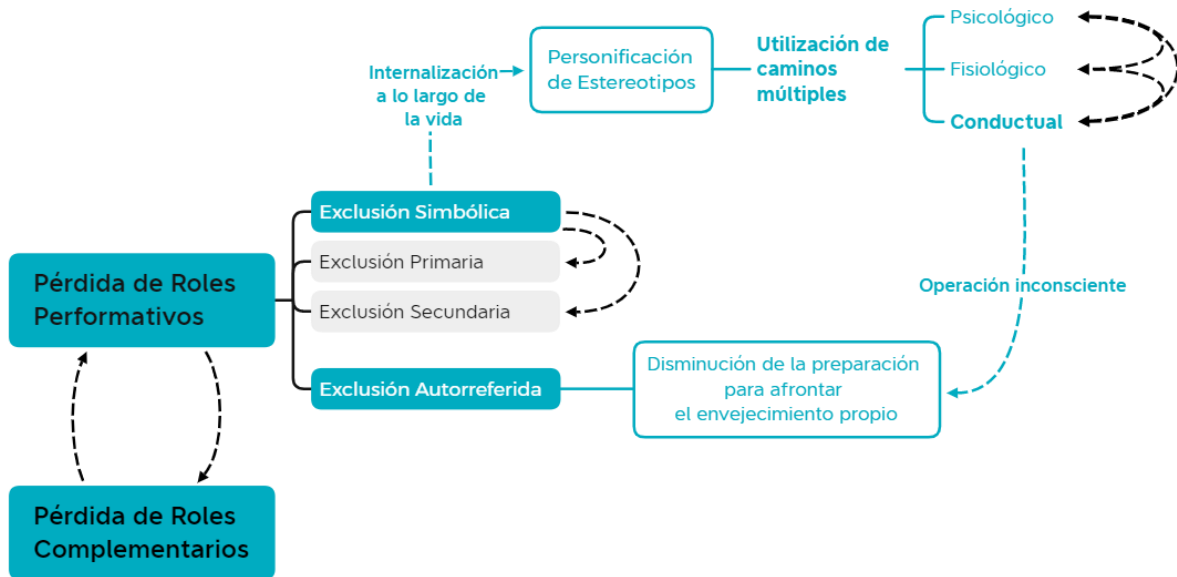 Psicológico
Utilización de
caminos
múltiples
Personificación
de Estereotipos
Internalización
a lo largo de
la vida
Fisiológico
Conductual
Exclusión Simbólica
Exclusión Primaria
Exclusión Secundaria
Pérdida de Roles
Performativos
Operación inconsciente
Exclusión Autorreferida
Disminución de la preparación
para afrontar
el envejecimiento propio
Pérdida de Roles
Complementarios